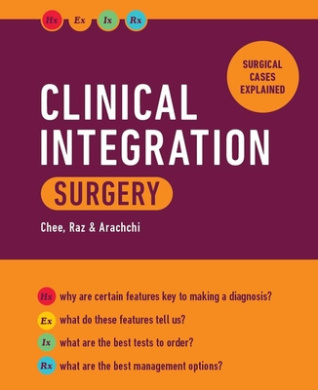 Hx Ex Ix Rx
SURGICAL
CASES
EXPLAINED
CLINICAL
INTEGRATION
SURGERY
Chee, Raz & Arachchi
Hx why are certain features key to making a diagnosis?
Ex what do these features tell us?
Ix what are the best tests to order?
Rx what are the best management options?